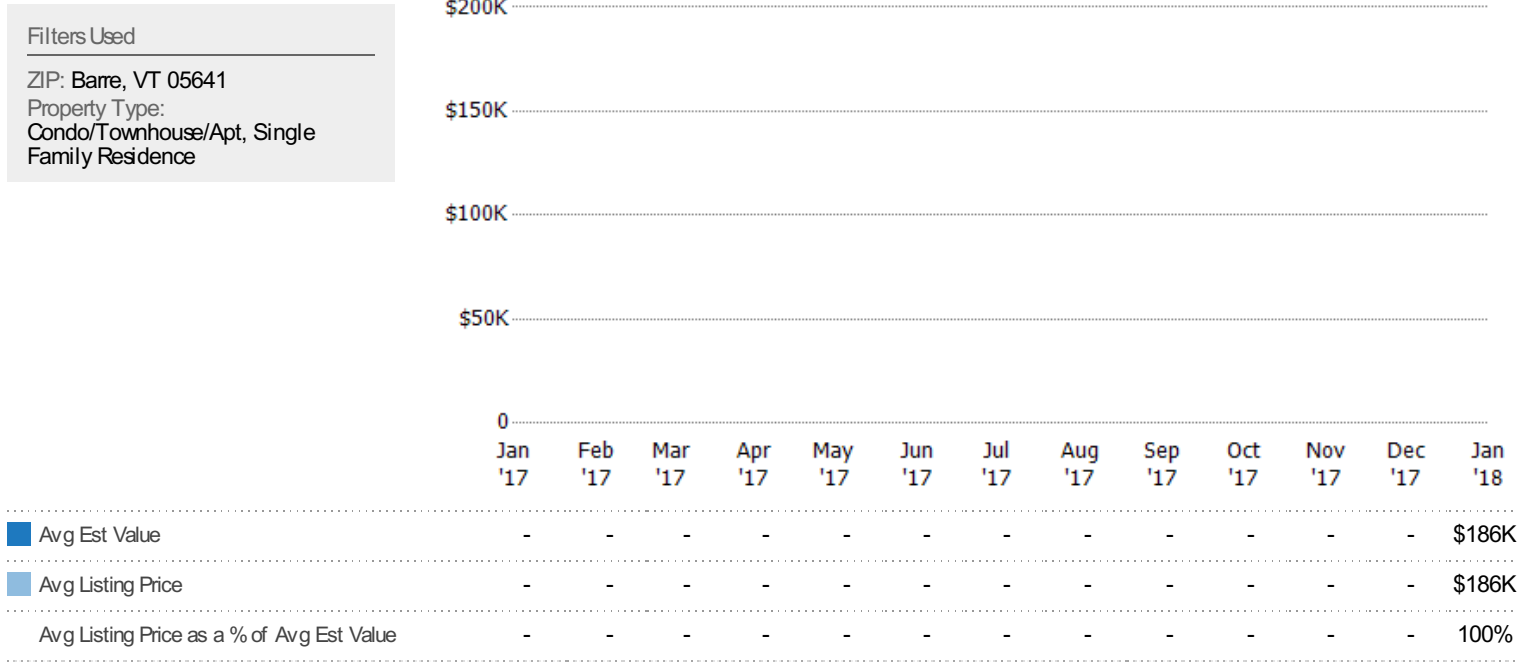 Filters Used
ZIP: Barre, VT 05641
Property Type:
Condo/Townhouse/Apt, Single
Family Residence
$200K
$150K
$100K
$50K
0
Jan Feb Mar Apr May Jun Jul Aug Sep Oct Nov Dec Jan
'17 '17 '17 '17 '17 '17 '17 '17 '17 '17 '17 '17 '18
Avg Est Value - - - - - - - - - - - - $186K
Avg Listing Price - - - - - - - - - - - - $186K
Avg Listing Price as a % of Avg Est Value - - - - - - - - - - - - 100%